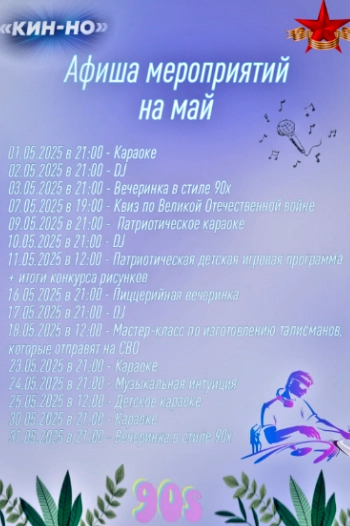 «КИН-НО»
Афиша мероприятий
на май
01.05.2025 в 21:00 - Караоке
02.05.2025 в 21:00 - DJ
03.05.2025 в 21:00 - Вечеринка в стиле 90х
07.05.2025 в 19:00 - Квиз по Великой Отечественной войне
09.05.2025 в 21:00 - Патриотическое караоке
10.05.2025 в 21:00 - DJ
11.05.2025 в 12:00 - Патриотическая детская игровая программа
+ итоги конкурса рисунков
16.05.2025 в 21:00 - Пиццерийная вечеринка
17.05.2025 в 21:00 - DJ
18.05.2025 в 12:00 - Мастер-класс по изготовлению талисманов,
которые отправят на СВО
23.05.2025 в 21:00 - Караоке
24.05.2025 в 21:00 - Музыкальная интуиция
25.05.2025 в 12:00 - Детское караоке
30.05.2025 в 21:00 - Караоке
31.05.2025 в 21:00 - Вечеринка в стиле 90х
90s